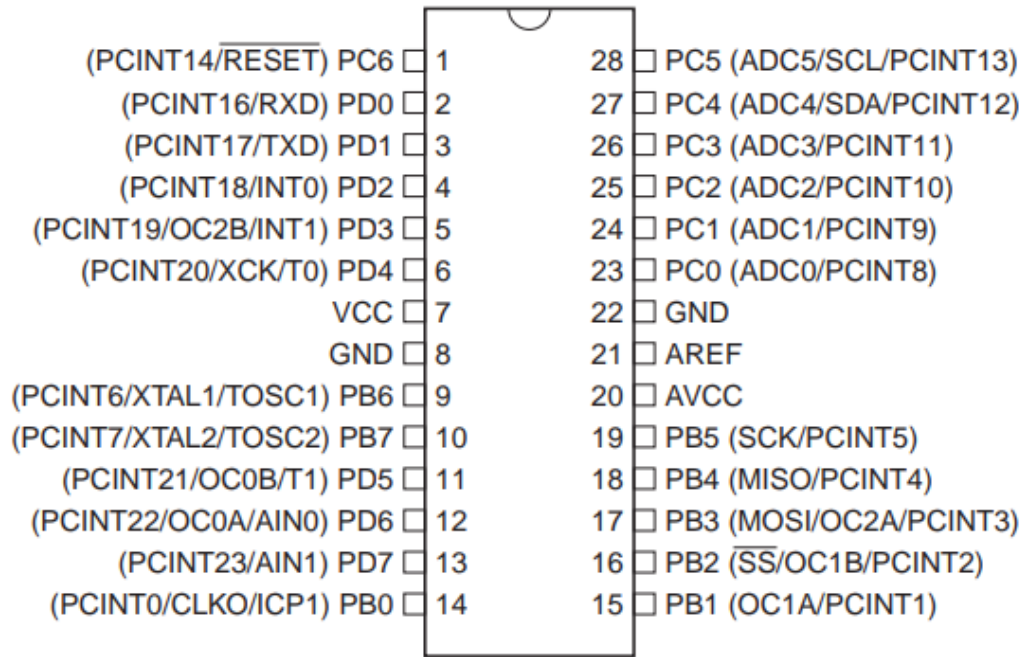 (PCINT14/RESET) PC6 1 28 PC5 (ADC5/SCL/PCINT13)
(PCINT16/RXD) PD0 2 27 PC4 (ADC4/SDA/PCINT12)
(PCINT17/TXD) PD1 3 26 PC3 (ADC3/PCINT11)
(PCINT18/INT0) PD2 4 25 PC2 (ADC2/PCINT10)
(PCINT19/OC2B/INT1) PD3 5 24 PC1 (ADC1/PCINT9)
(PCINT20/XCK/T0) PD4 6 23 PC0 (ADC0/PCINT8)
VCC 7 22 GND
GND 8 21 AREF
(PCINT6/XTAL1/TOSC1) PB6 9 20 AVCC
(PCINT7/XTAL2/TOSC2) PB7 10 19 PB5 (SCK/PCINT5)
(PCINT21/OC0B/T1) PD5 11 18 PB4 (MISO/PCINT4)
(PCINT22/OC0A/AIN0) PD6 12 17 PB3 (MOSI/OC2A/PCINT3)
(PCINT23/AIN1) PD7 13 16 PB2 (SS/OC1B/PCINT2)
(PCINT0/CLKO/ICP1) PB0 14 15 PB1 (OC1A/PCINT1)